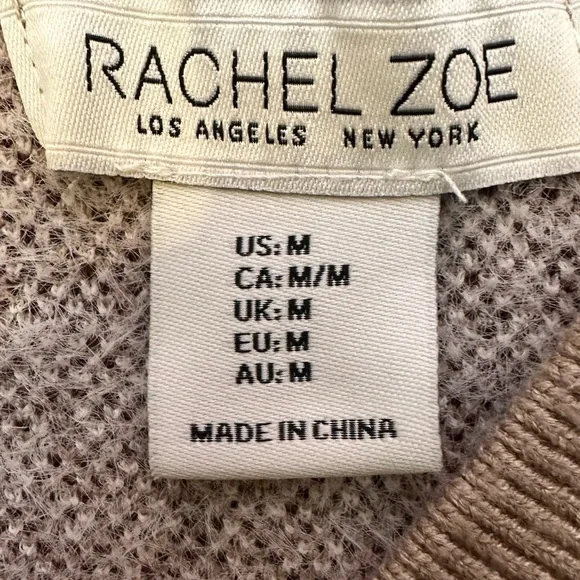 RACHEL ZOE
LOS ANGELES NEW YORK
US: M
CA: M/M
UK: M
EU: M
AU: M
MADE IN CHINA